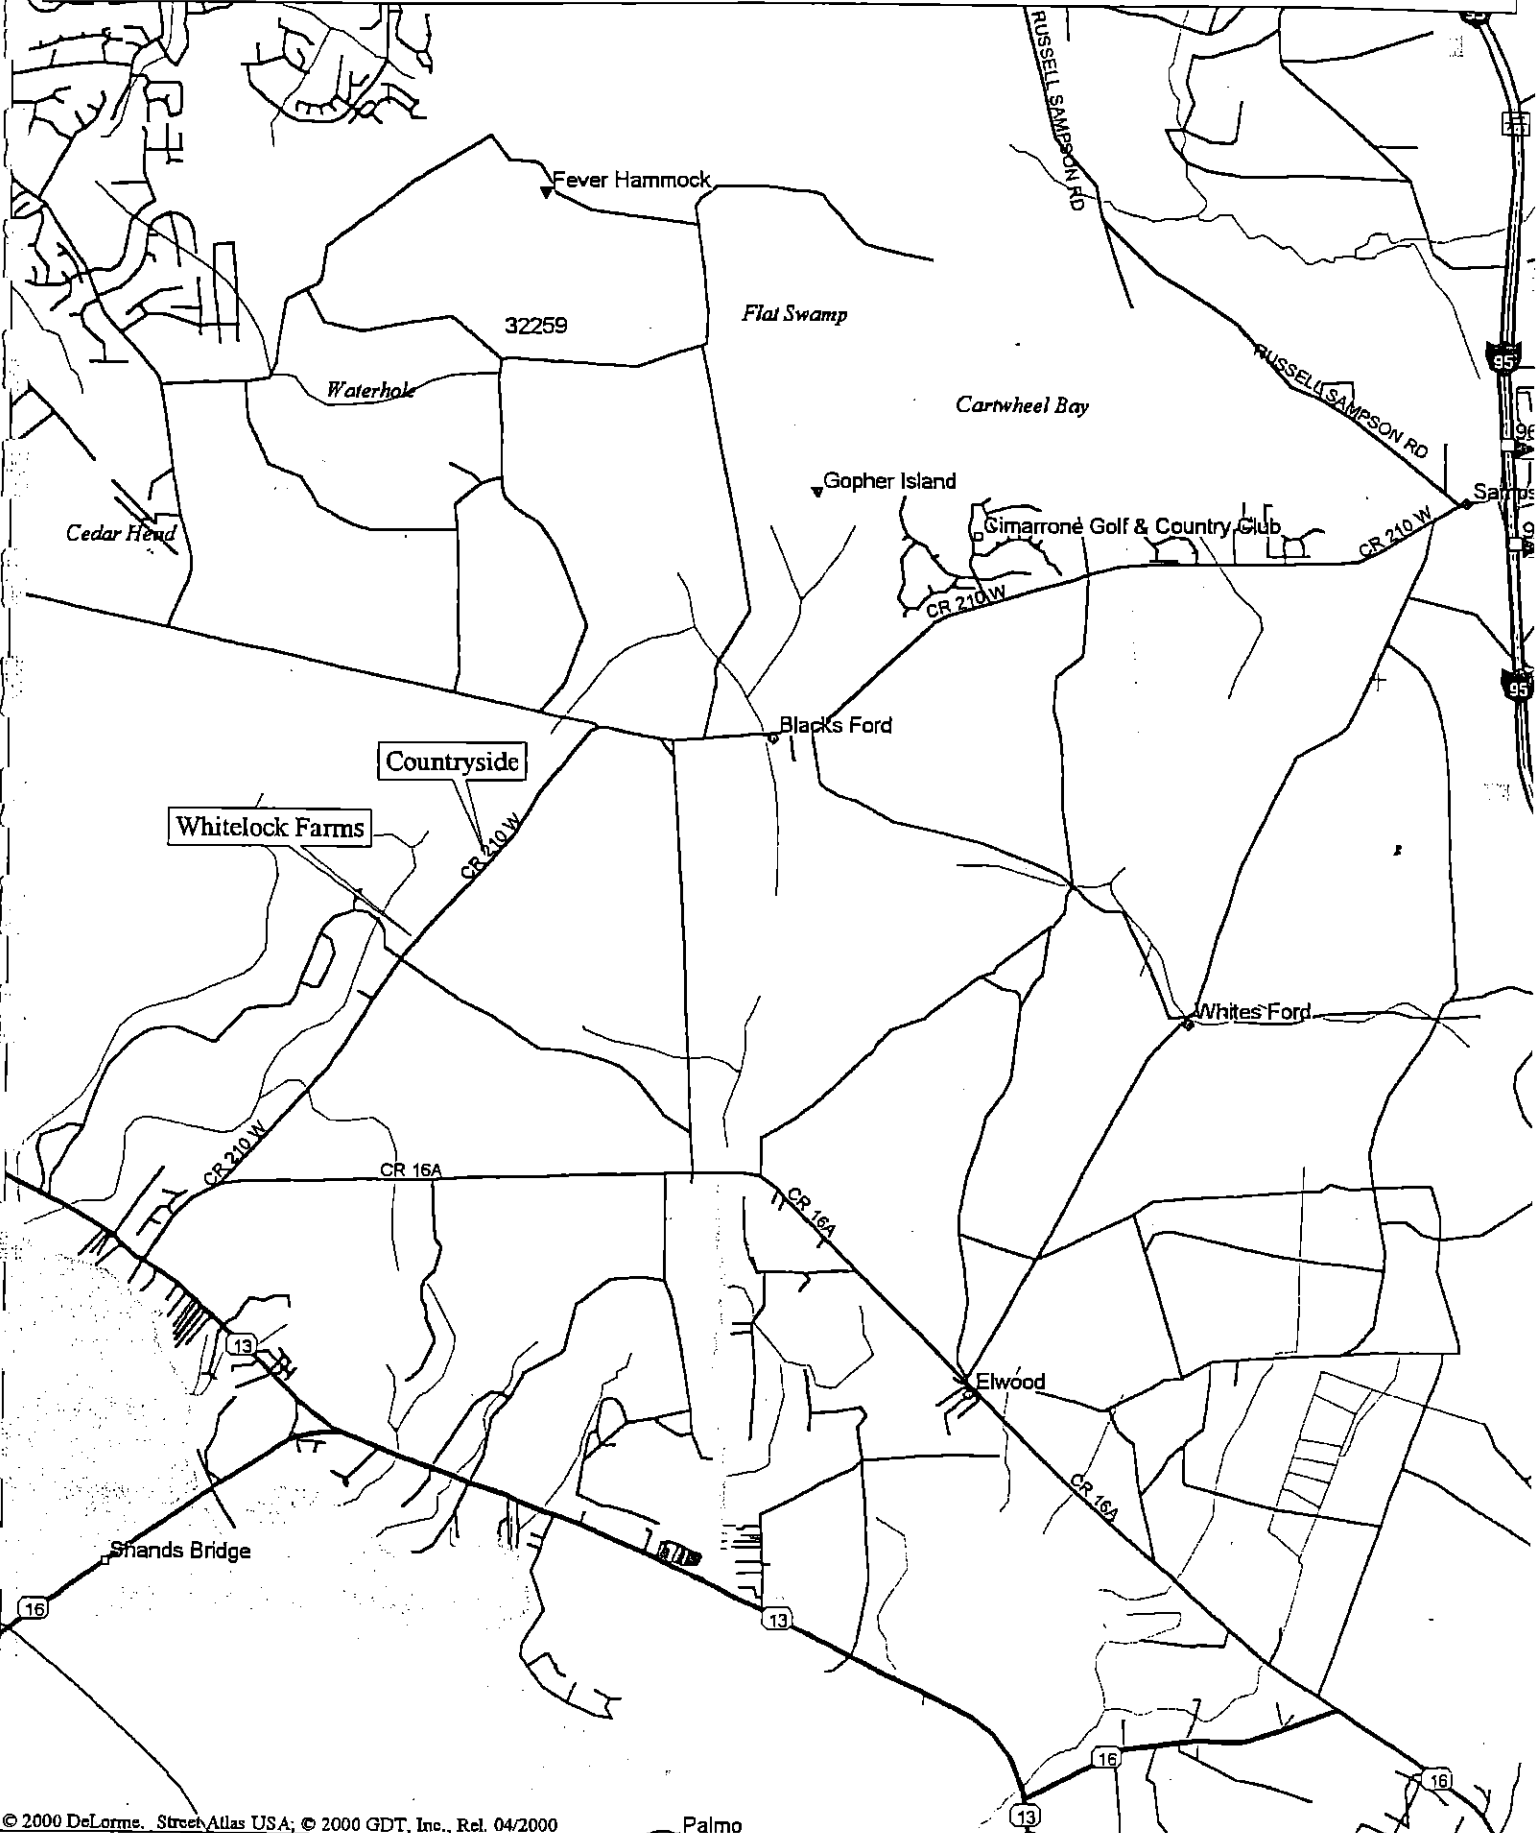 95
RUSSELL SAMPSON RD
Fever Hammock
Flat Swamp
32259
RUSSELL SAMPSON RD
95
Waterhole
Cartwheel Bay
Gopher Island
Cedar Head
Cimarrone Golf & Country Club
CR 210 W
CR 210 W
95
Blacks Ford
Countryside
Whitelock Farms
CR 210 W
Whites Ford
CR 210 W
CR 16A
CR 16A
13
Elwood
CR 16A
Shands Bridge
16
13
16
16
13
© 2000 DeLorme. Street Atlas USA; © 2000 GDT, Inc., Rel. 04/2000
Palmo